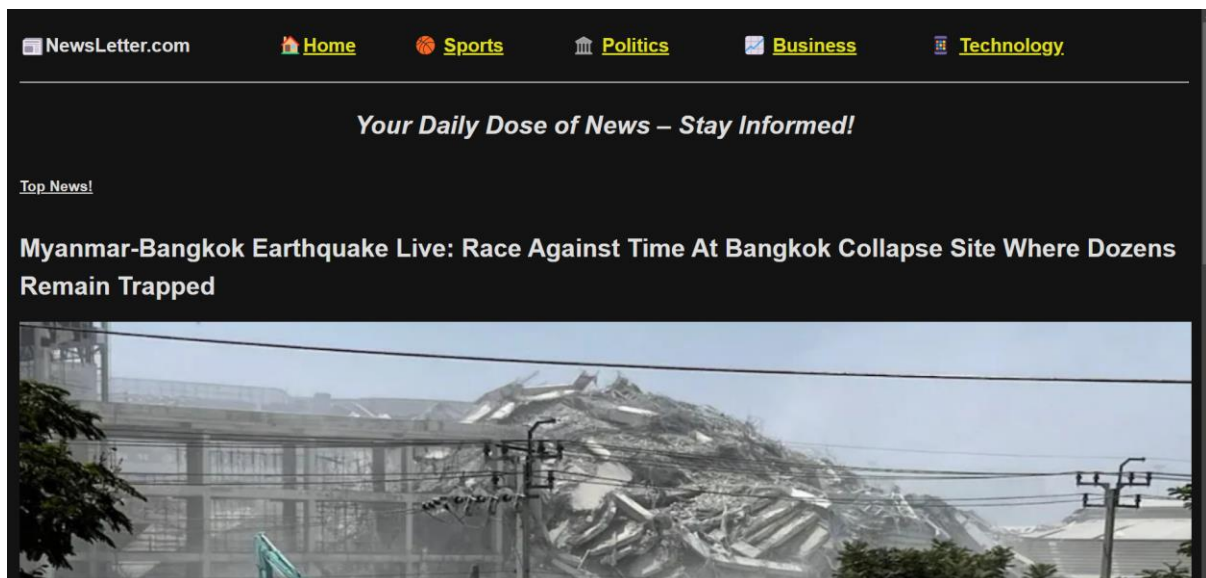 NewsLetter.com Home Sports Politics Business Technology
Your Daily Dose of News – Stay Informed!
Top News!
Myanmar-Bangkok Earthquake Live: Race Against Time At Bangkok Collapse Site Where Dozens
Remain Trapped